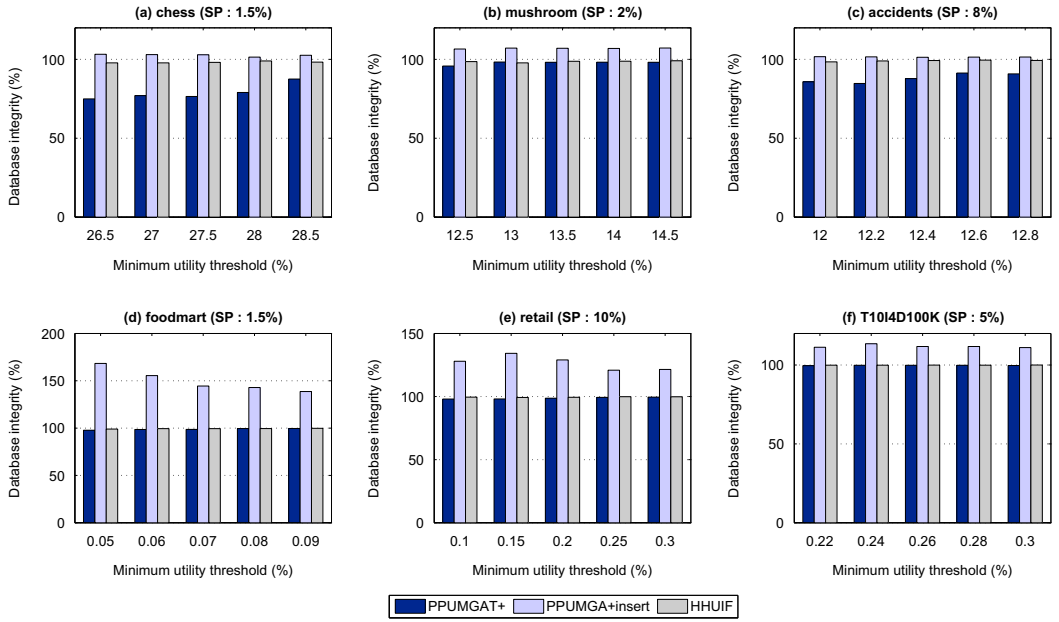 (a) chess (SP : 1.5%)
Database integrity (%)
100
50
0
26.5 27 27.5 28 28.5
Minimum utility threshold (%)
(b) mushroom (SP : 2%)
Database integrity (%)
100
50
0
12.5 13 13.5 14 14.5
Minimum utility threshold (%)
(c) accidents (SP : 8%)
Database integrity (%)
100
50
0
12 12.2 12.4 12.6 12.8
Minimum utility threshold (%)
(d) foodmart (SP : 1.5%)
Database integrity (%)
200
150
100
50
0
0.05 0.06 0.07 0.08 0.09
Minimum utility threshold (%)
(e) retail (SP : 10%)
Database integrity (%)
150
100
50
0
0.1 0.15 0.2 0.25 0.3
Minimum utility threshold (%)
(f) T10I4D100K (SP : 5%)
Database integrity (%)
100
50
0
0.22 0.24 0.26 0.28 0.3
Minimum utility threshold (%)
PPUMGAT+ PPUMGA+insert HHUIF